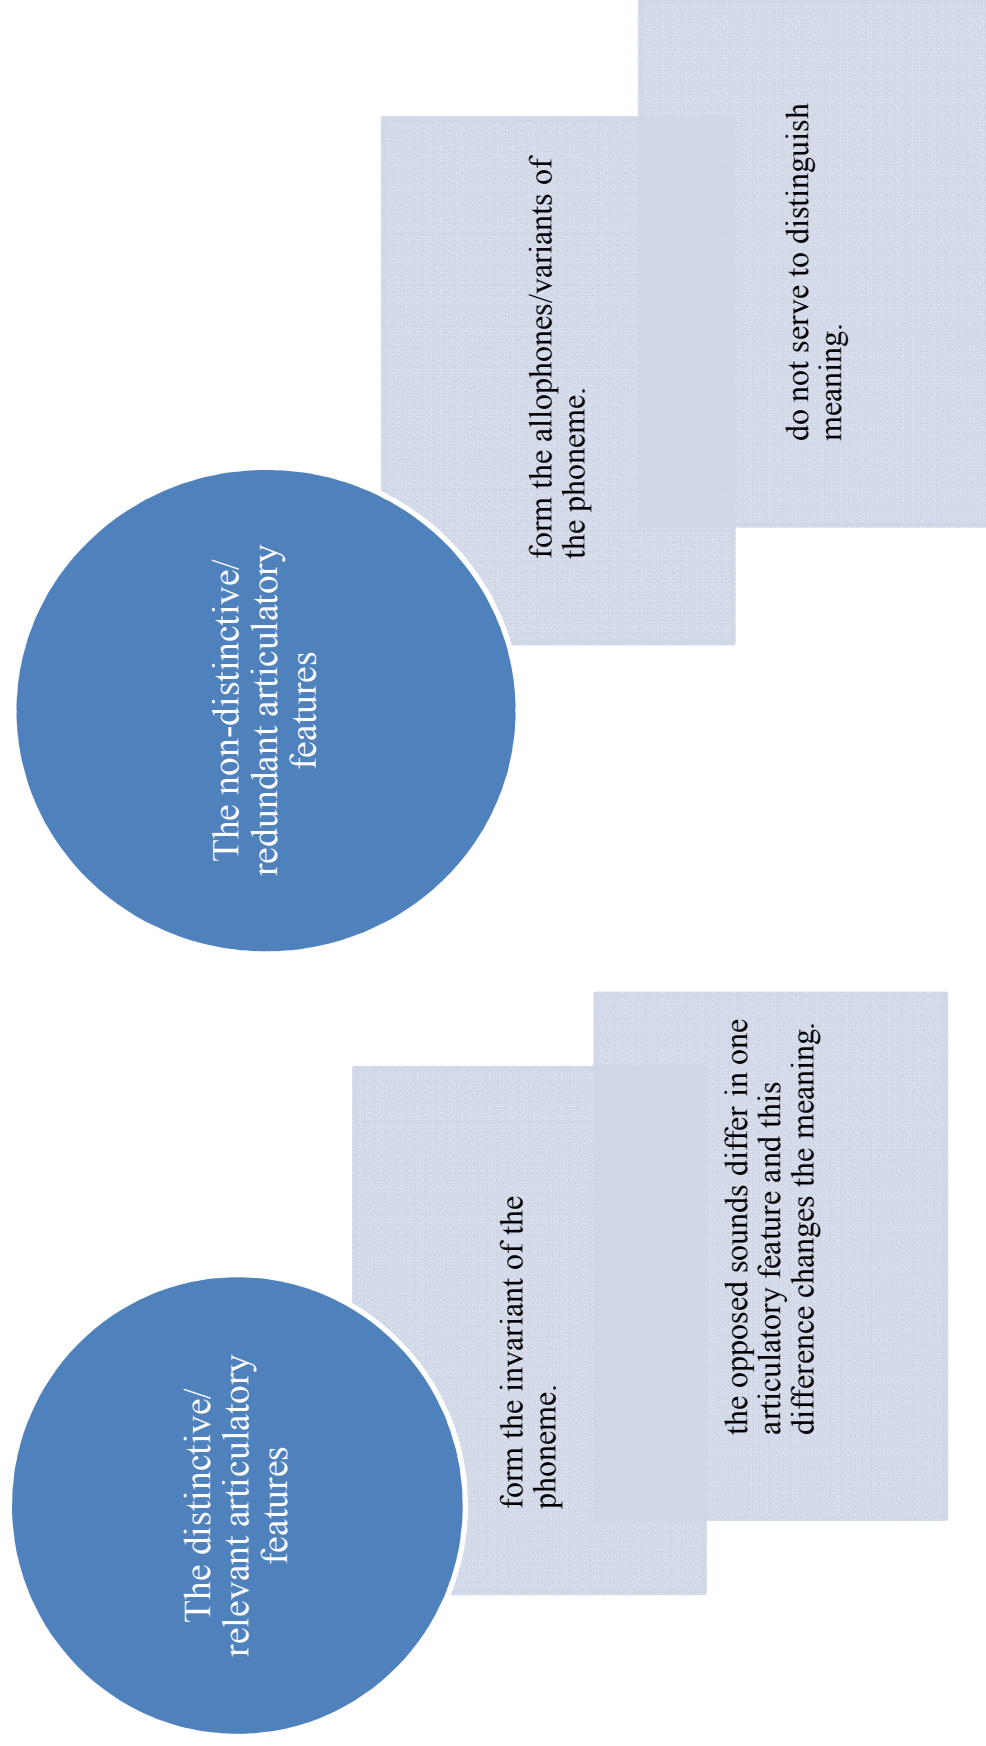 The distinctive/
relevant articulatory
features
form the invariant of the
phoneme.
the opposed sounds differ in one
articulatory feature and this
difference changes the meaning.
The non-distinctive/
redundant articulatory
features
form the allophones/variants of
the phoneme.
do not serve to distinguish
meaning.